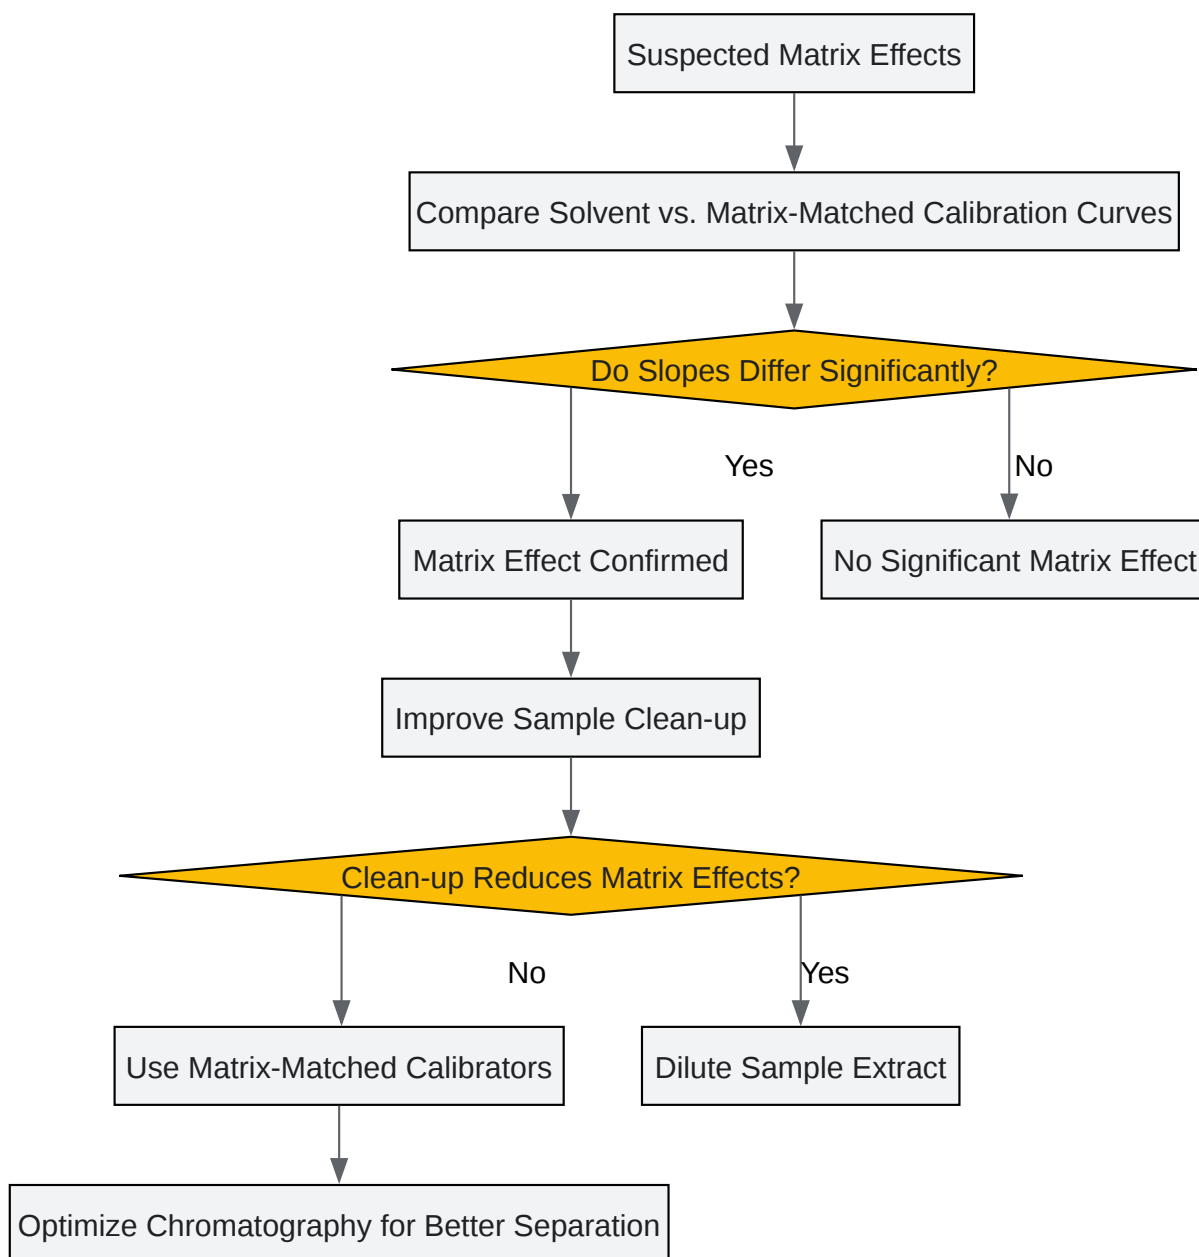 Suspected Matrix Effects
Compare Solvent vs. Matrix-Matched Calibration Curves
Do Slopes Differ Significantly?
Yes
No
Matrix Effect Confirmed
No Significant Matrix Effect
Improve Sample Clean-up
Clean-up Reduces Matrix Effects?
No
Yes
Use Matrix-Matched Calibrators
Dilute Sample Extract
Optimize Chromatography for Better Separation